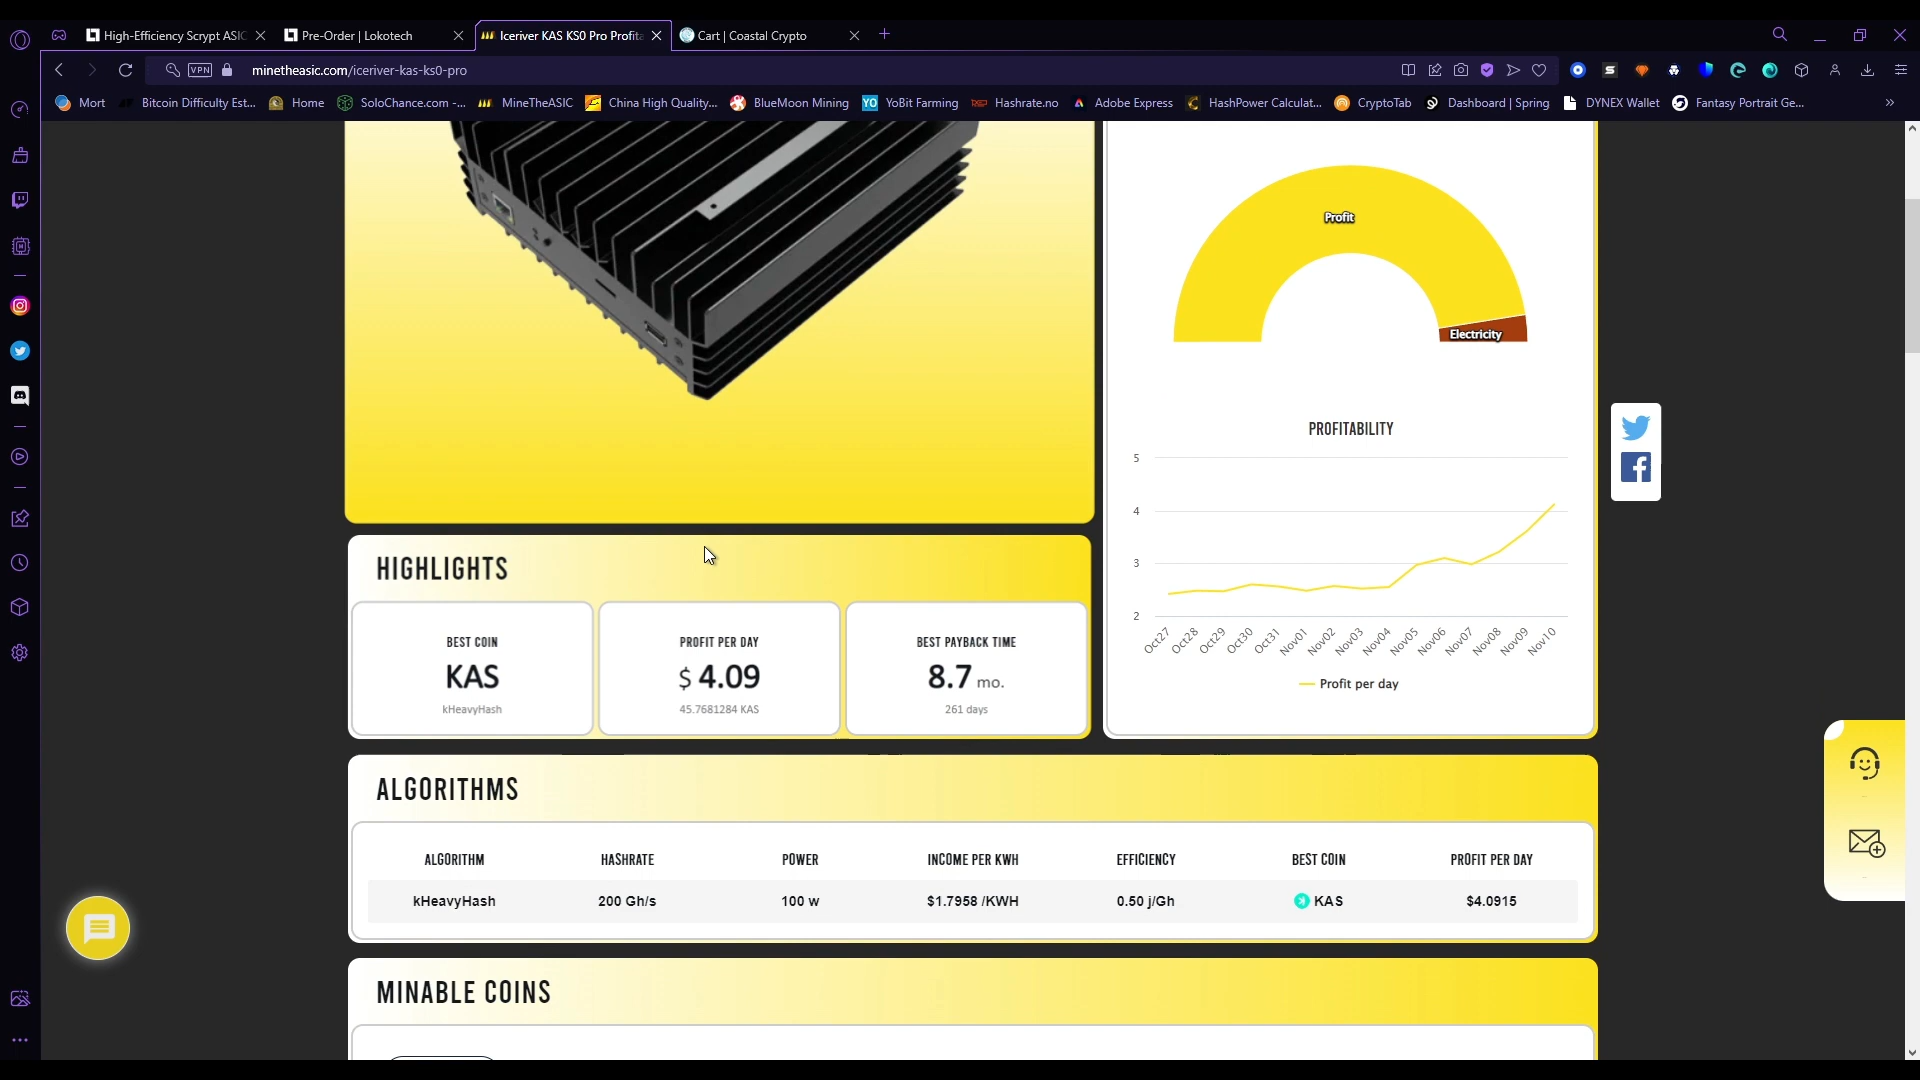 High-Efficiency Scrypt ASIC
Pre-Order | Lokotech
Iceriver KAS KS0 Pro Profita
Cart | Coastal Crypto
VPN
minetheasic.com/iceriver-kas-ks0-pro
Mort
Bitcoin Difficulty Est...
Home
SoloChance.com -...
MineTheASIC
China High Quality...
BlueMoon Mining
YO YoBit Farming
Hashrate.no
Adobe Express
HashPower Calculat...
CryptoTab
Dashboard | Spring
DYNEX Wallet
Fantasy Portrait Ge...
Profit
Electricity
PROFITABILITY
5
4
3
2
Oct27
Oct28
Oct29
Oct30
Oct31
Nov01
Nov02
Nov03
Nov04
Nov05
Nov06
Nov07
Nov08
Nov09
Nov10
Profit per day
HIGHLIGHTS
BEST COIN
KAS
kHeavyHash
PROFIT PER DAY
$ 4.09
45.7681284 KAS
BEST PAYBACK TIME
8.7 mo.
261 days
ALGORITHMS
ALGORITHM HASHRATE POWER INCOME PER KWH EFFICIENCY BEST COIN PROFIT PER DAY
kHeavyHash 200 Gh/s 100 w $1.7958 /KWH 0.50 j/Gh KAS $4.0915
MINABLE COINS